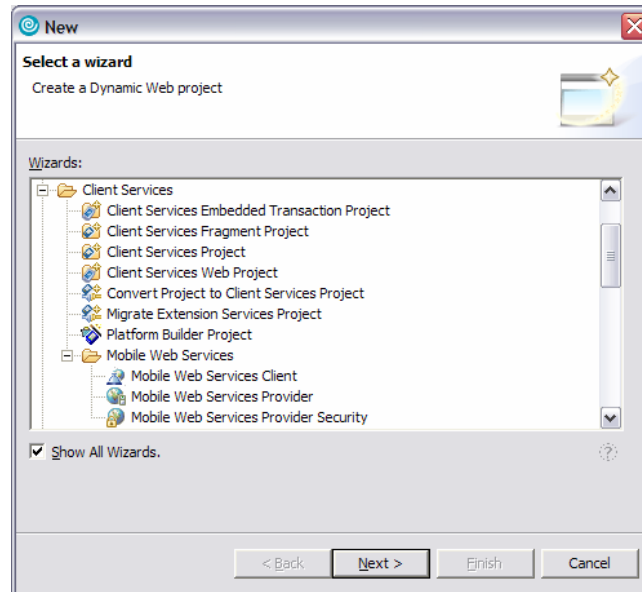 New
Select a wizard
Create a Dynamic Web project
Wizards:
Client Services
Client Services Embedded Transaction Project
Client Services Fragment Project
Client Services Project
Client Services Web Project
Convert Project to Client Services Project
Migrate Extension Services Project
Platform Builder Project
Mobile Web Services
Mobile Web Services Client
Mobile Web Services Provider
Mobile Web Services Provider Security
Show All Wizards.
?
< Back Next > Finish Cancel